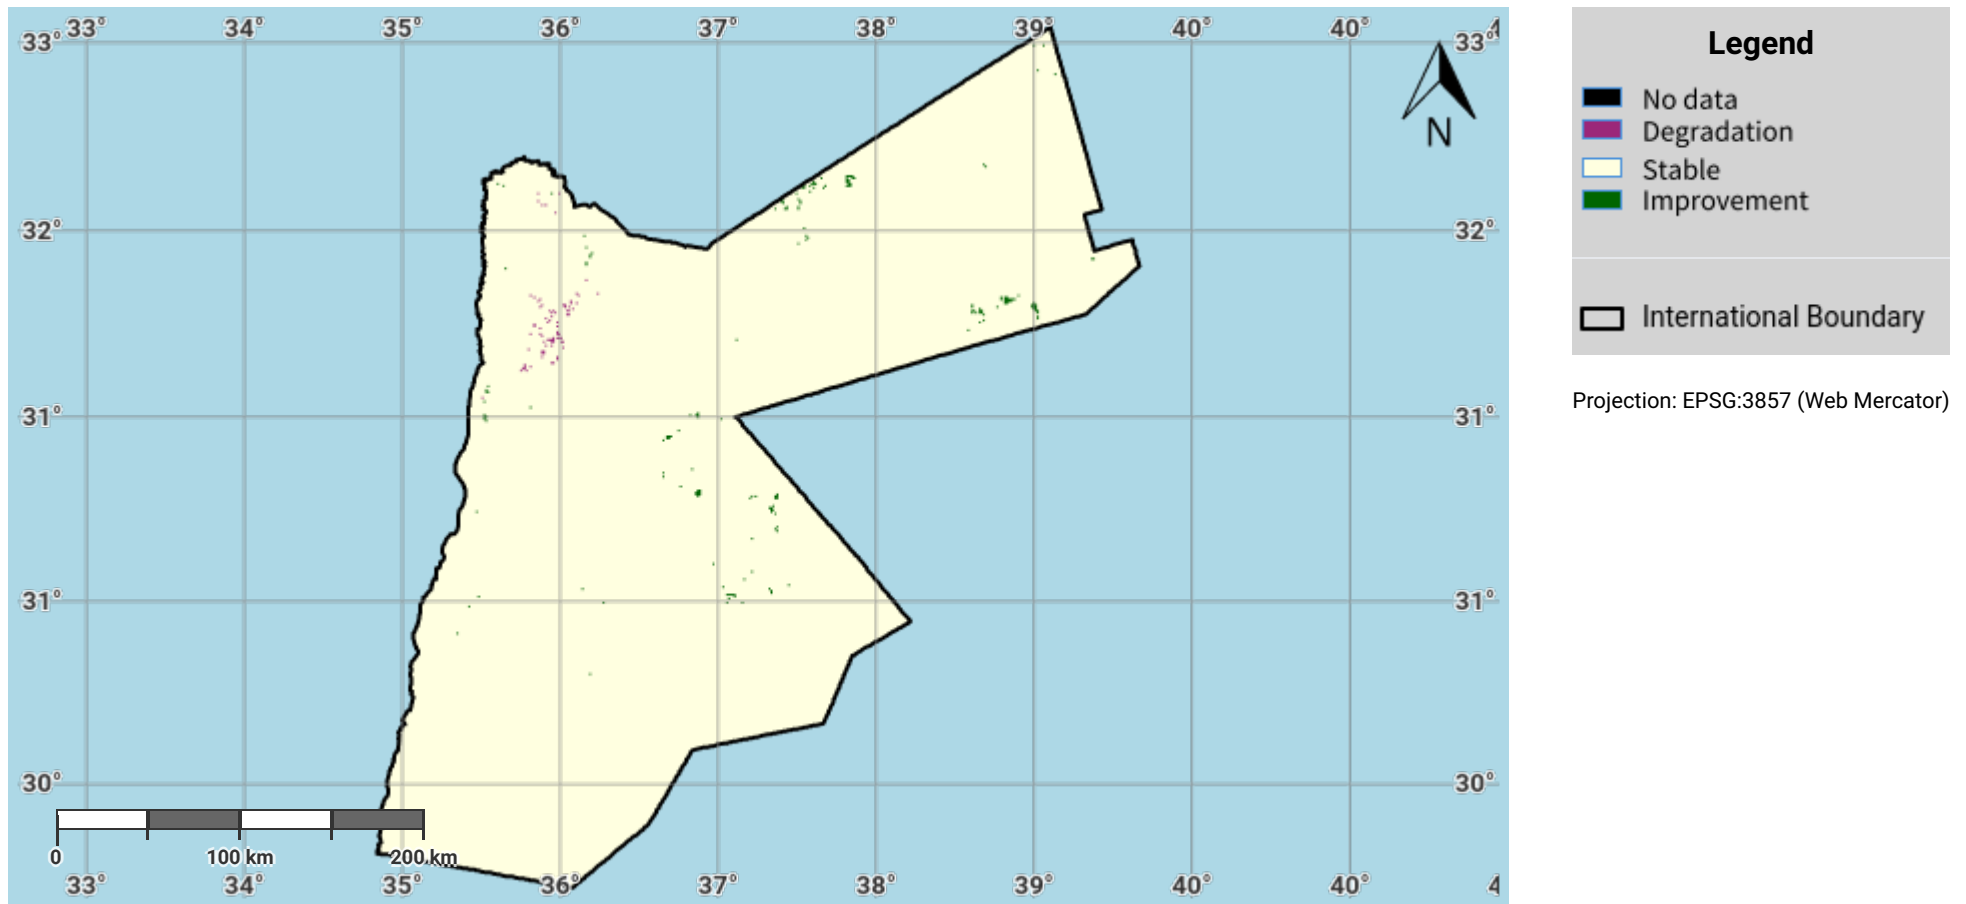 33° 34° 35° 36° 37° 38° 39° 40° 40° 4
33° 33°
32° 32°
31° 31°
31° 31°
30° 30°
33° 34° 35° 36° 37° 38° 39° 40° 40° 4
N
0 100 km 200 km
Legend
No data
Degradation
Stable
Improvement
International Boundary
Projection: EPSG:3857 (Web Mercator)